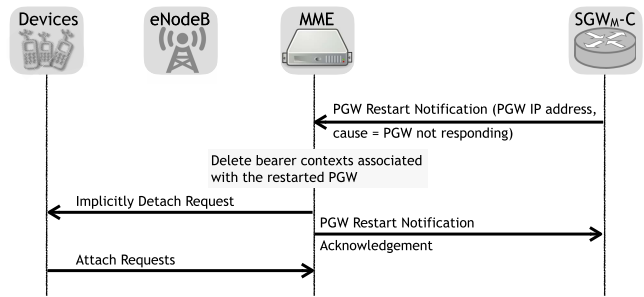 Devices
eNodeB
MME
SGWM-C
PGW Restart Notification (PGW IP address,
cause = PGW not responding)
Delete bearer contexts associated
with the restarted PGW
Implicitly Detach Request
PGW Restart Notification
Acknowledgement
Attach Requests